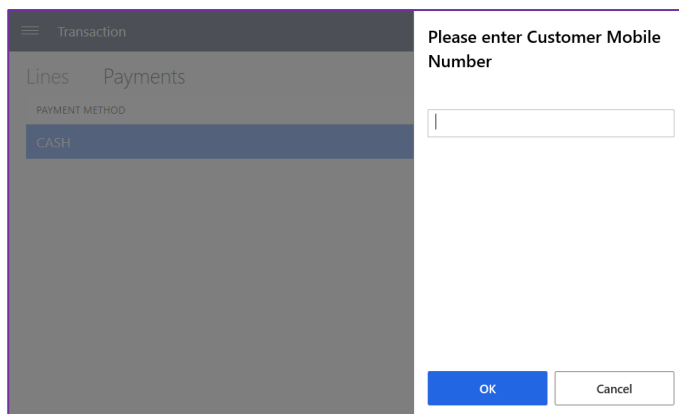 Transaction
Lines Payments
PAYMENT METHOD
CASH
Please enter Customer Mobile
Number
OK Cancel